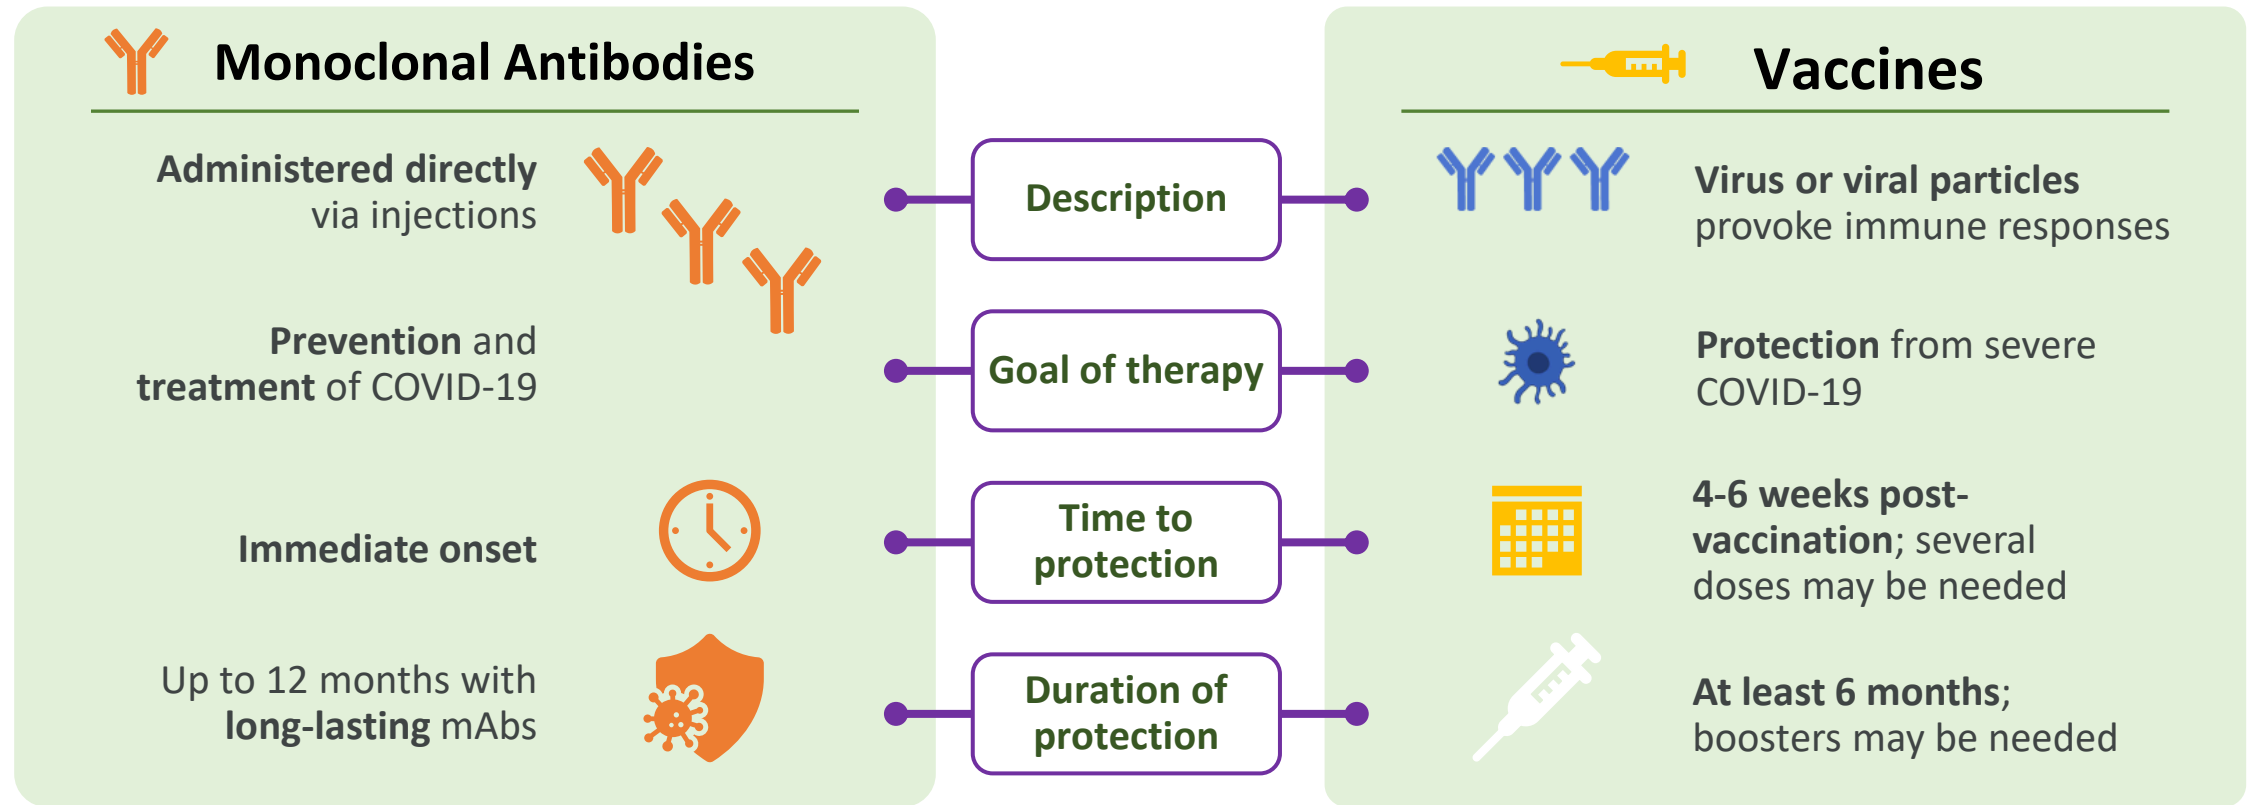 Monoclonal Antibodies
Vaccines
Administered directly
via injections
Description
Virus or viral particles
provoke immune responses
Prevention and
treatment of COVID-19
Goal of therapy
Protection from severe
COVID-19
Immediate onset
Time to
protection
4-6 weeks post-
vaccination; several
doses may be needed
Up to 12 months with
long-lasting mAbs
Duration of
protection
At least 6 months;
boosters may be needed